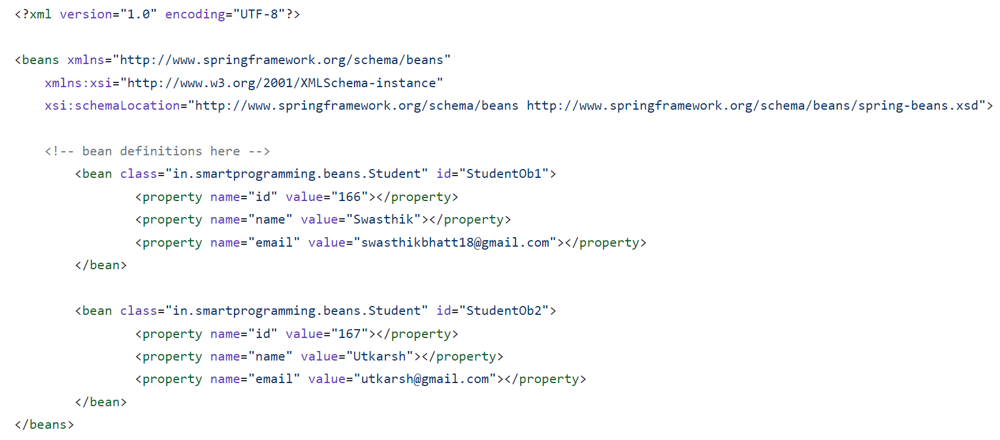 <?xml version="1.0" encoding="UTF-8"?>
<beans xmlns="http://www.springframework.org/schema/beans"
xmlns:xsi="http://www.w3.org/2001/XMLSchema-instance"
xsi:schemaLocation="http://www.springframework.org/schema/beans http://www.springframework.org/schema/beans/spring-beans.xsd">
<!-- bean definitions here -->
<bean class="in.smartprogramming.beans.Student" id="StudentOb1">
<property name="id" value="166"></property>
<property name="name" value="Swasthik"></property>
<property name="email" value="swasthikbhatt18@gmail.com"></property>
</bean>
<bean class="in.smartprogramming.beans.Student" id="StudentOb2">
<property name="id" value="167"></property>
<property name="name" value="Utkarsh"></property>
<property name="email" value="utkarsh@gmail.com"></property>
</bean>
</beans>